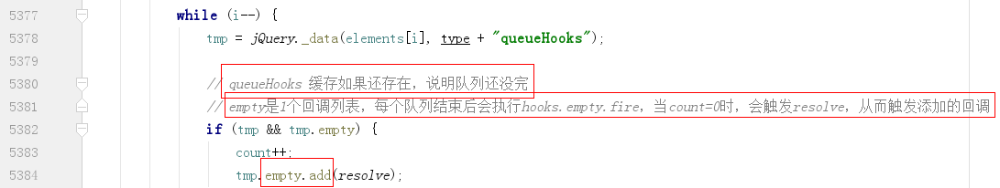 5377 while (i--) {
5378 tmp = jQuery._data(elements[i], type + "queueHooks");
5379
5380 // queueHooks 缓存如果还存在，说明队列还没完
5381 // empty是1个回调列表，每个队列结束后会执行hooks.empty.fire，当count=0时，会触发resolve，从而触发添加的回调
5382 if (tmp && tmp.empty) {
5383 count++;
5384 tmp.empty.add(resolve);